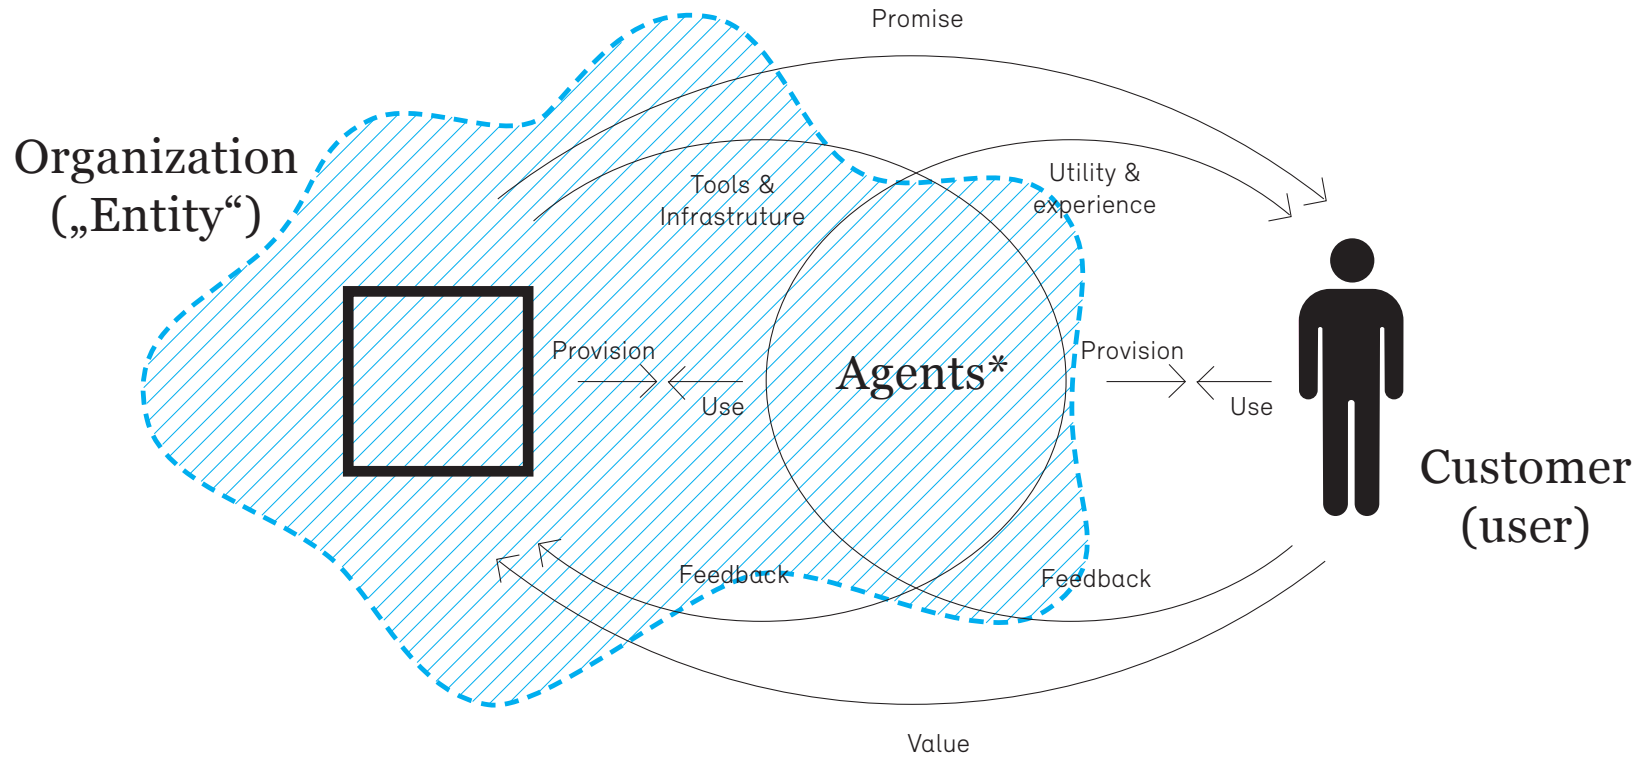 Promise
Organization
(„Entity“)
Tools &
Infrastruture
Utility &
experience
Provision
Use
Agents*
Provision
Use
Customer
(user)
Feedback
Feedback
Value